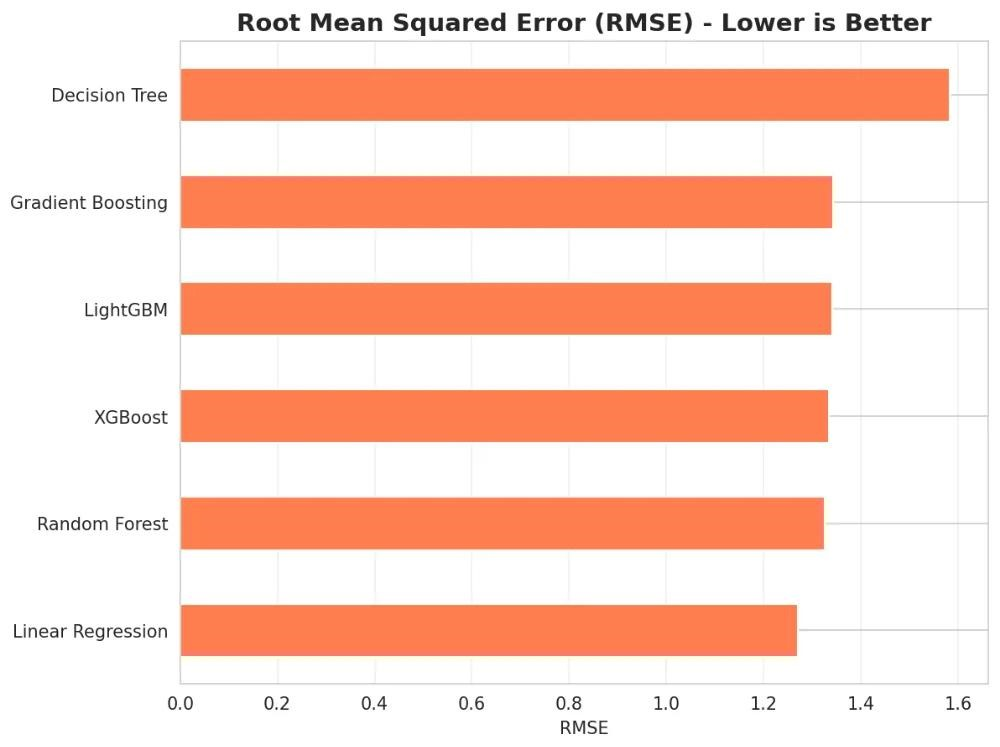 Root Mean Squared Error (RMSE) - Lower is Better
Decision Tree
Gradient Boosting
LightGBM
XGBoost
Random Forest
Linear Regression
0.0 0.2 0.4 0.6 0.8 1.0 1.2 1.4 1.6
RMSE